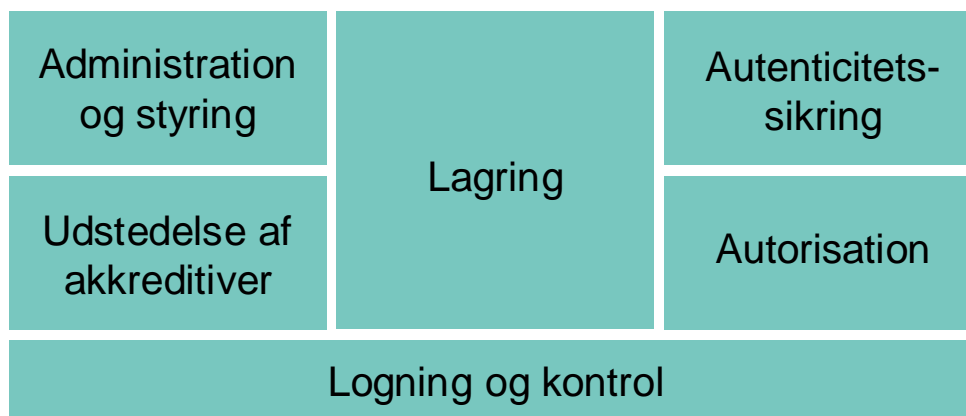 Administration
og styring
Udstedelse af
akkreditiver
Lagring
Autenticitets-
sikring
Autorisation
Logning og kontrol